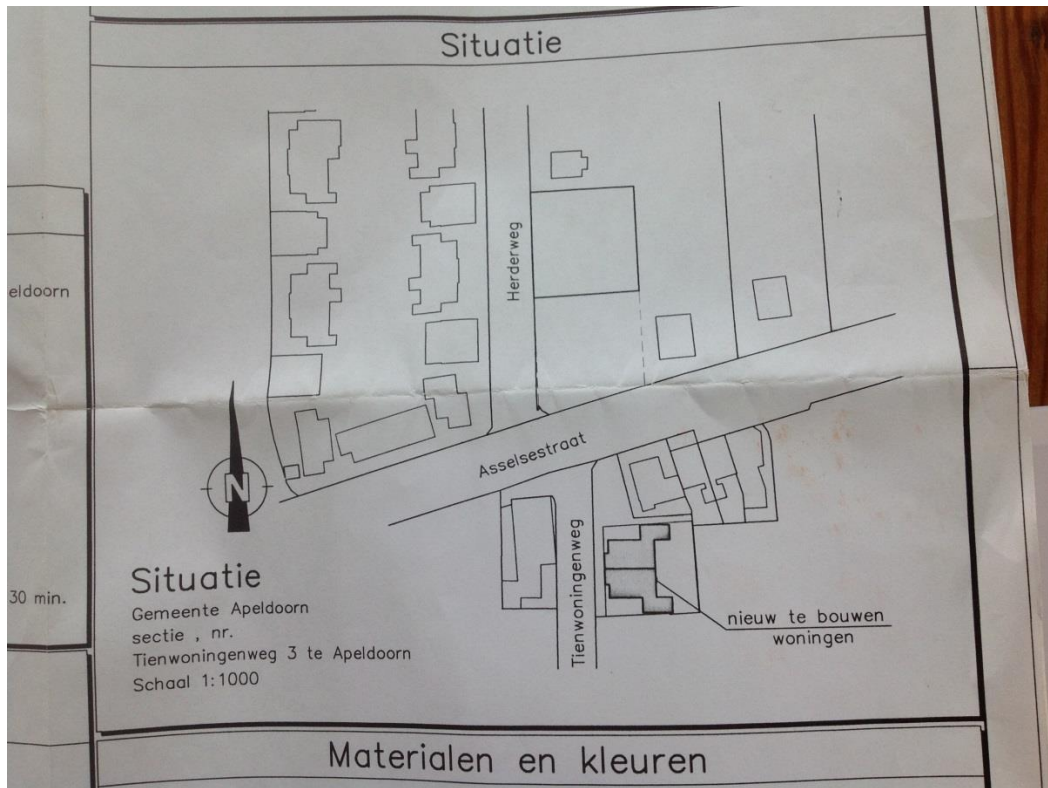 Situatie
eldoorn
30 min.
Herderweg
Asselsestraat
Tienwoningenweg
N
Situatie
Gemeente Apeldoorn
sectie , nr.
Tienwoningenweg 3 te Apeldoorn
Schaal 1:1000
nieuw te bouwen
woningen
Materialen en kleuren